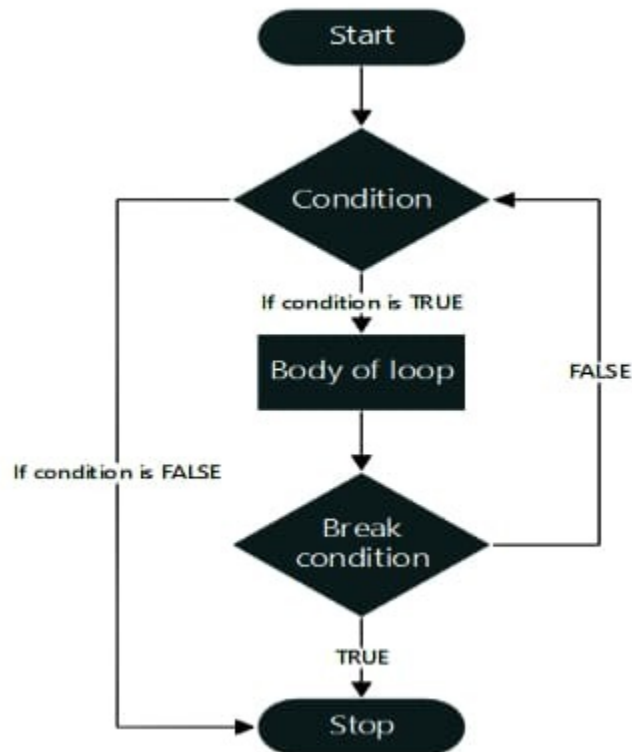 Start
Condition
If condition is TRUE
Body of loop
FALSE
If condition is FALSE
Break
condition
TRUE
Stop